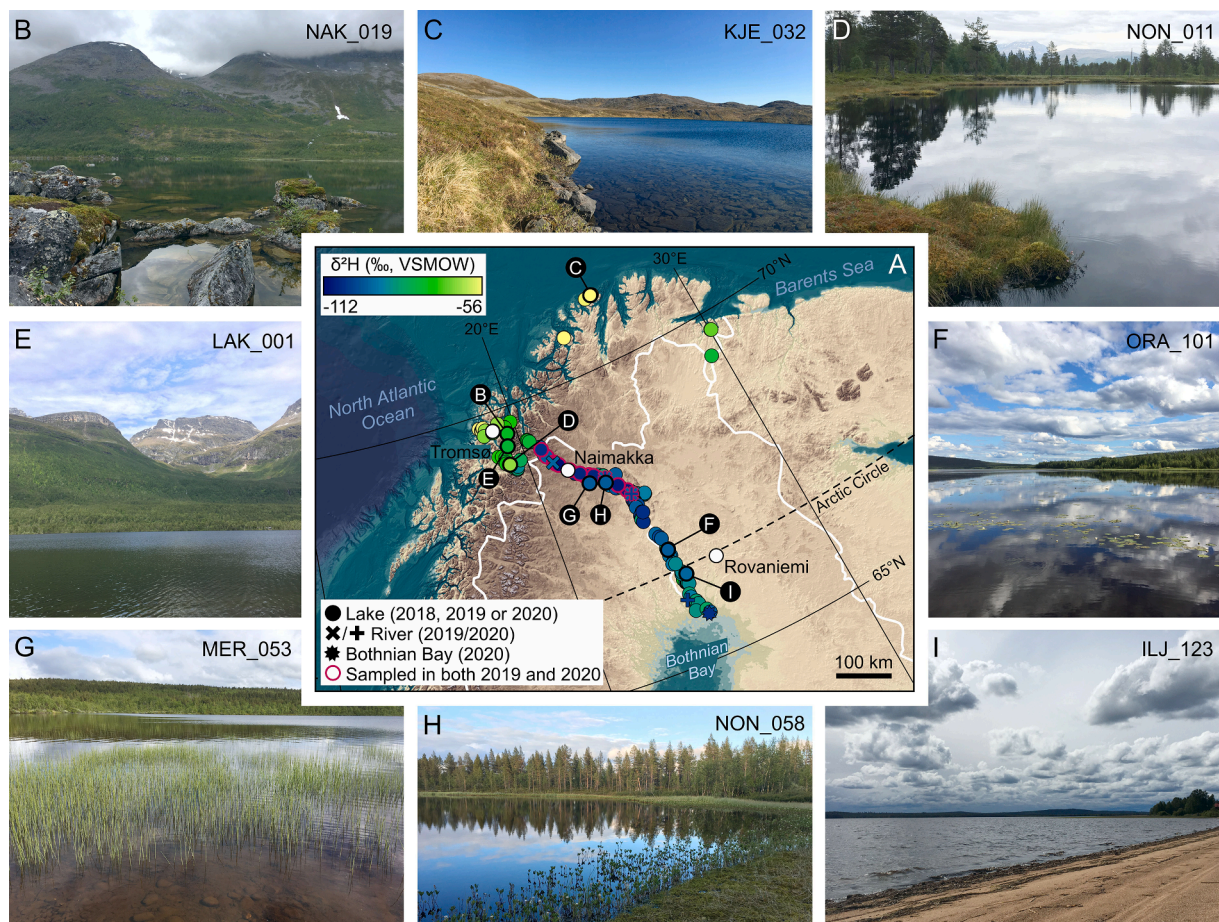 B
NAK_019
C
KJE_032
D
NON_011
δ²H (‰, VSMOW)
-112
-56
A
30°E
70°N
Barents Sea
C
20°E
North Atlantic
Ocean
B
D
Tromsø
Naimakka
E
G
H
Arctic Circle
F
Rovaniemi
65°N
I
Lake (2018, 2019 or 2020)
/ River (2019/2020)
Bothnian Bay (2020)
Sampled in both 2019 and 2020
Bothnian
Bay
100 km
E
LAK_001
F
ORA_101
G
MER_053
H
NON_058
I
ILJ_123